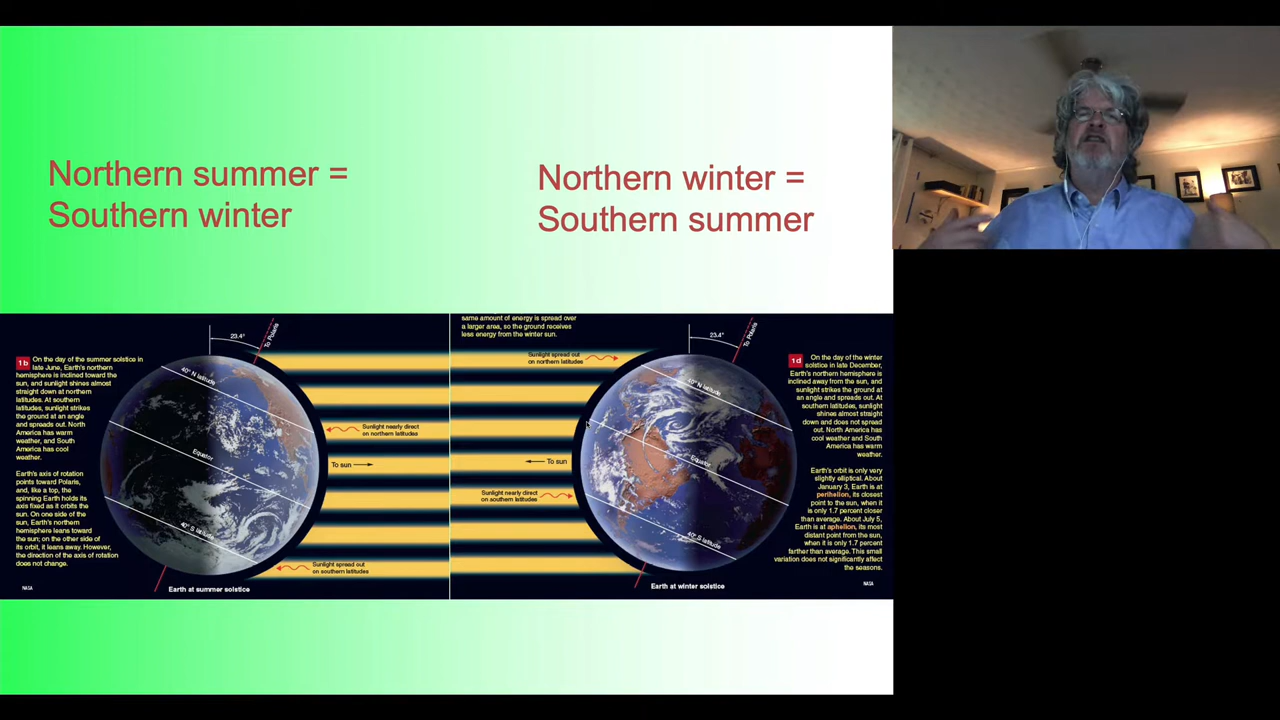 Northern summer =
Southern winter
Northern winter =
Southern summer
1b On the day of the summer solstice in
late June, Earth's northern
hemisphere is inclined toward the
sun, and sunlight shines almost
straight down at northern
latitudes. At southern
latitudes, sunlight strikes
the ground at an angle
and spreads out. North
America has warm
weather, and South
America has cool
weather.
Earth's axis of rotation
points toward Polaris,
and, like a top, the
spinning Earth holds its
axis fixed as it orbits the
sun. On one side of the
sun, Earth's northern
hemisphere leans toward
the sun; on the other side
of its orbit, it leans away. However,
the direction of the axis of rotation
does not change.
NASA
23.4°
To Polaris
40° N latitude
Equator
40° S latitude
Earth at summer solstice
Sunlight nearly direct
on northern latitudes
To sun
Sunlight spread out
on southern latitudes
same amount of energy is spread over
a larger area, so the ground receives
less energy from the winter sun.
Sunlight spread out
on northern latitudes
To sun
Sunlight nearly direct
on southern latitudes
23.4°
To Polaris
40° N latitude
Equator
40° S latitude
Earth at winter solstice
1d On the day of the winter
solstice in late December,
Earth's northern hemisphere is
inclined away from the sun, and
sunlight strikes the ground at
an angle and spreads out. At
southern latitudes, sunlight
shines almost straight
down and does not spread
out. North America has
cool weather and South
America has warm
weather.
Earth's orbit is only very
slightly elliptical. About
January 3, Earth is at
perihelion, its closest
point to the sun, when it
is only 1.7 percent closer
than average. About July 5,
Earth is at aphelion, its most
distant point from the sun,
when it is only 1.7 percent
farther than average. This small
variation does not significantly affect
the seasons.
NASA